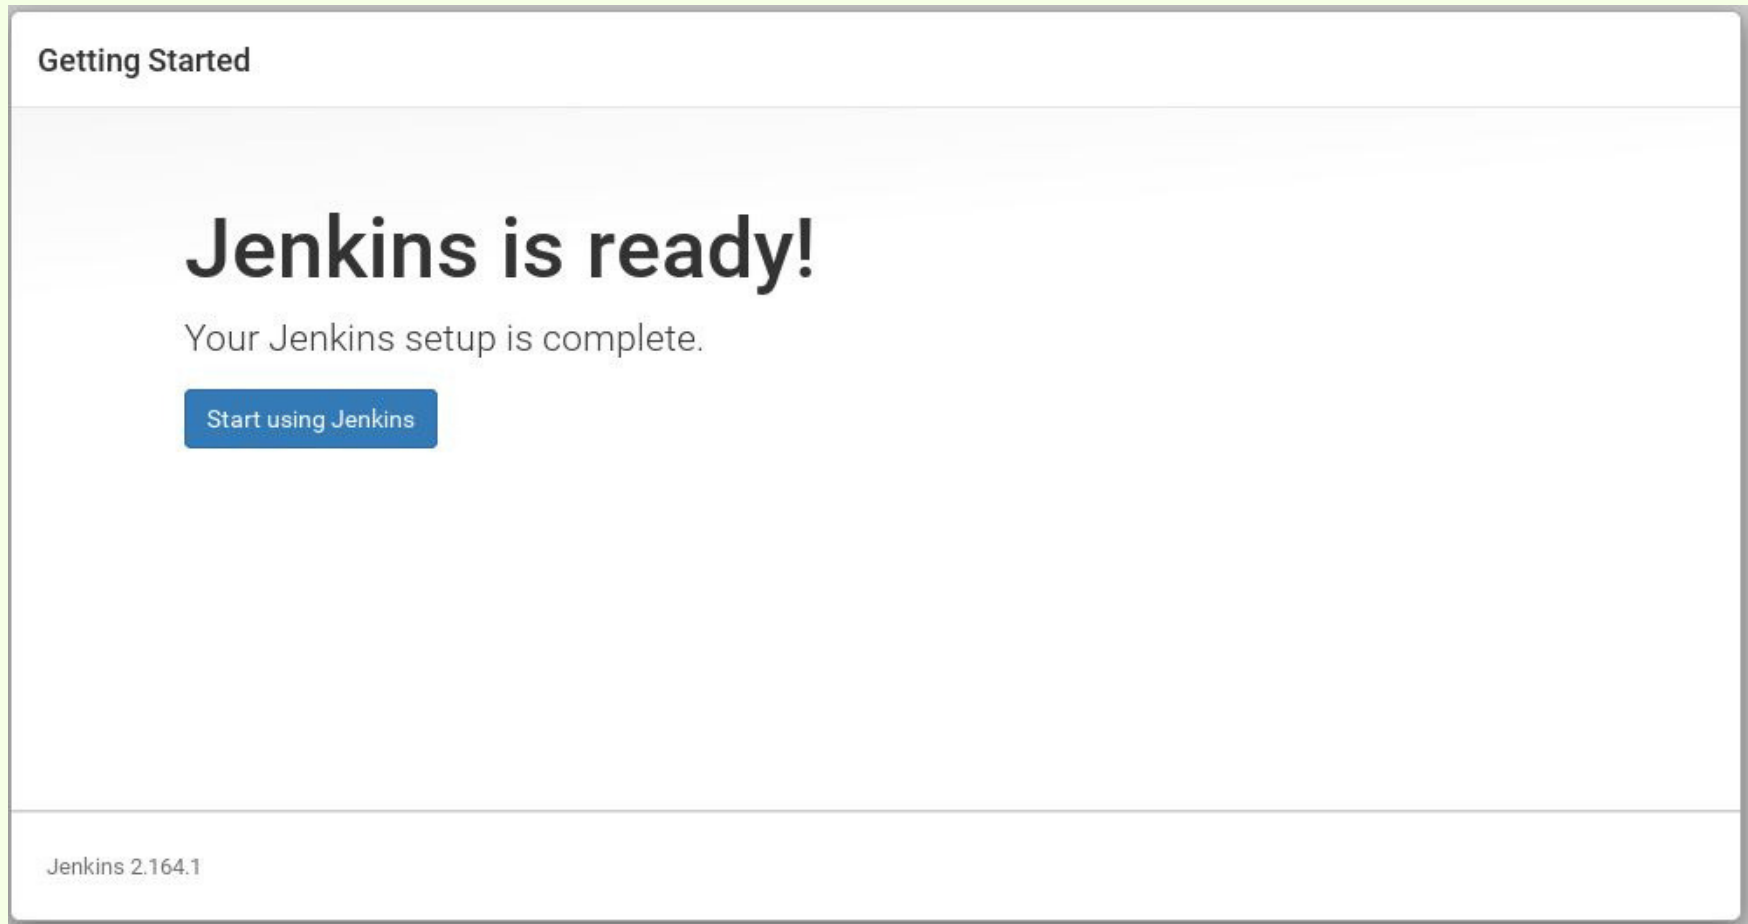 Getting Started
Jenkins is ready!
Your Jenkins setup is complete.
Start using Jenkins
Jenkins 2.164.1